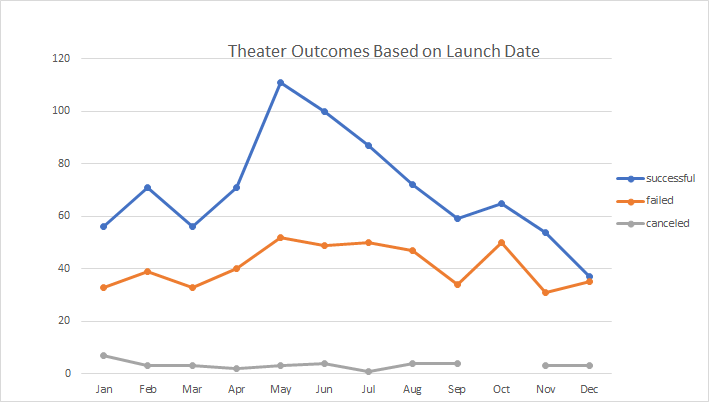 Theater Outcomes Based on Launch Date
120
100
80
60
40
20
0
Jan Feb Mar Apr May Jun Jul Aug Sep Oct Nov Dec
successful
failed
canceled